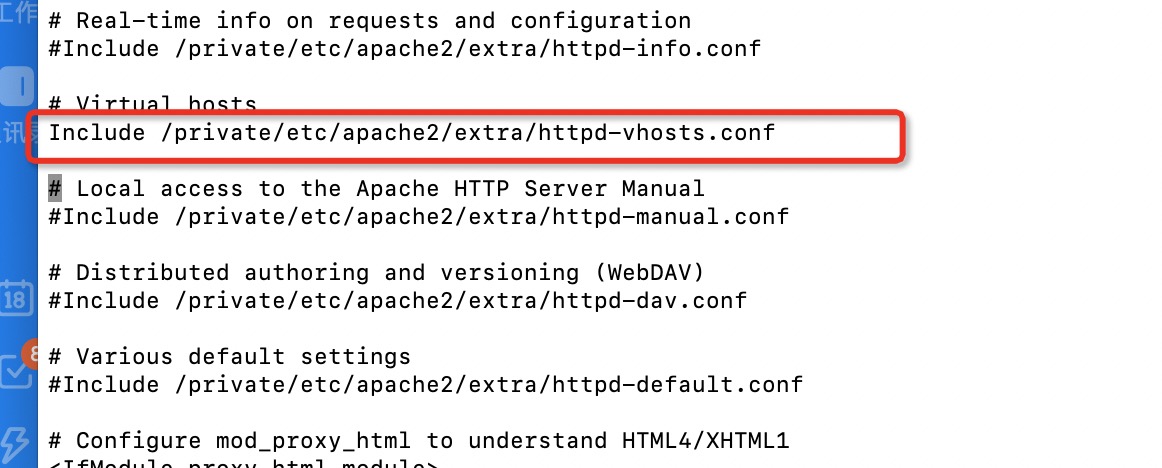 工作
# Real-time info on requests and configuration
#Include /private/etc/apache2/extra/httpd-info.conf
# Virtual hosts
Include /private/etc/apache2/extra/httpd-vhosts.conf
# Local access to the Apache HTTP Server Manual
#Include /private/etc/apache2/extra/httpd-manual.conf
# Distributed authoring and versioning (WebDAV)
#Include /private/etc/apache2/extra/httpd-dav.conf
18
# Various default settings
#Include /private/etc/apache2/extra/httpd-default.conf
# Configure mod_proxy_html to understand HTML4/XHTML1
<IfModule proxy_html_module>